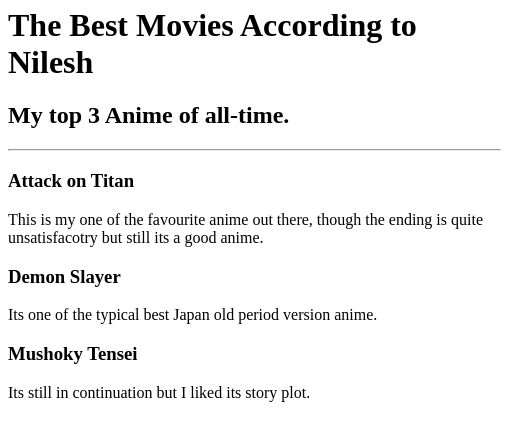 The Best Movies According to
Nilesh
My top 3 Anime of all-time.
Attack on Titan
This is my one of the favourite anime out there, though the ending is quite
unsatisfacotry but still its a good anime.
Demon Slayer
Its one of the typical best Japan old period version anime.
Mushoky Tensei
Its still in continuation but I liked its story plot.